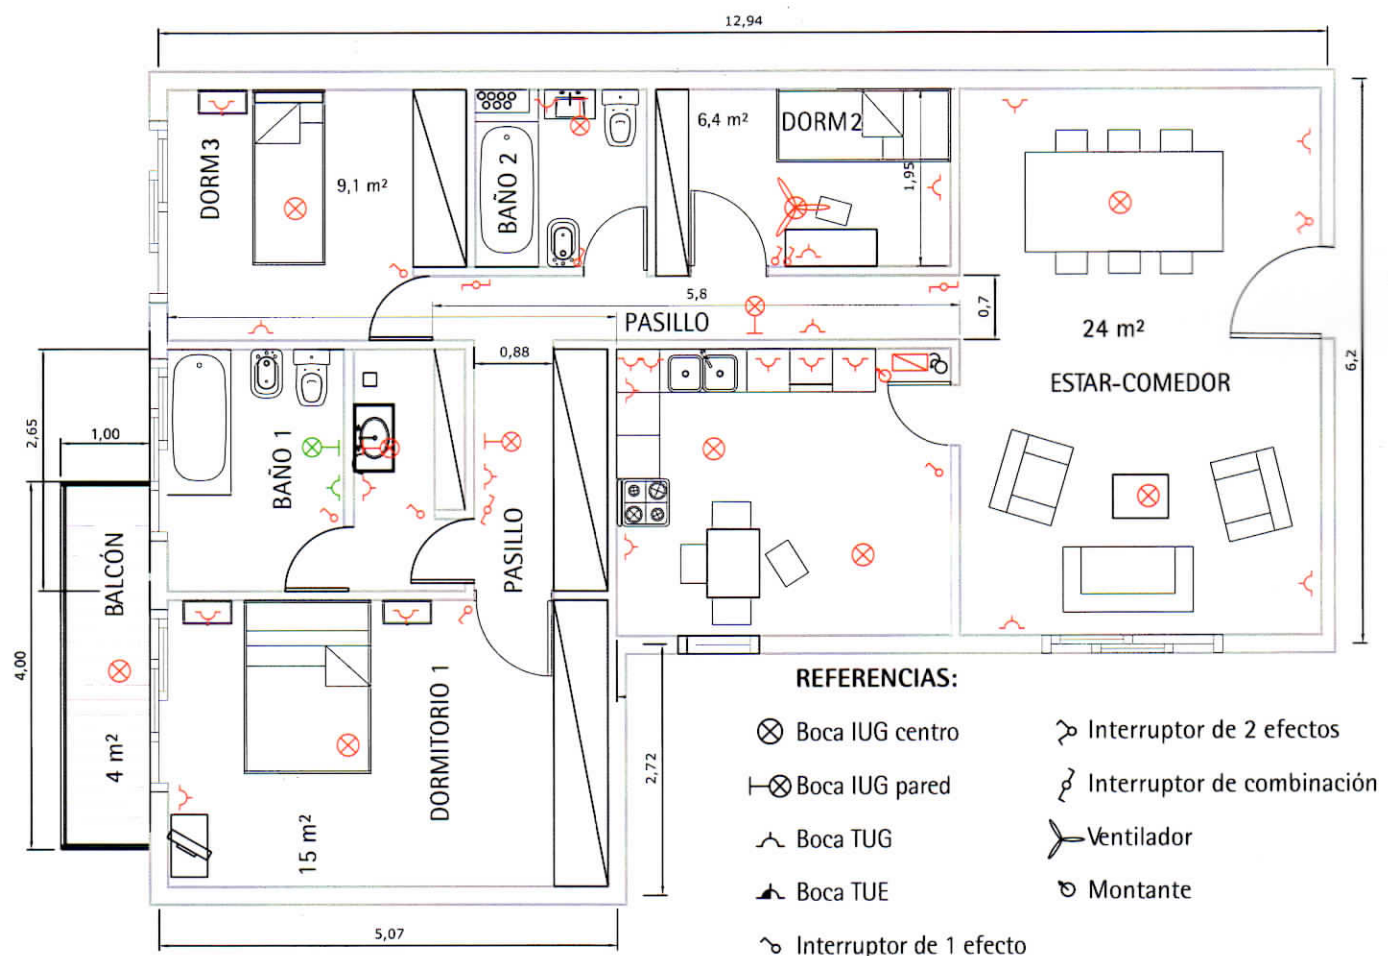 12,94
DORM3
9,1 m²
BAÑO 2
6,4 m²
DORM2
1,95
5,8
PASILLO
0,7
24 m²
ESTAR-COMEDOR
6,2
0,88
2,65
1,00
BAÑO 1
PASILLO
BALCÓN
4 m²
4,00
DORMITORIO 1
15 m²
2,72
5,07
REFERENCIAS:
Boca IUG centro
Boca IUG pared
Boca TUG
Boca TUE
Interruptor de 1 efecto
Interruptor de 2 efectos
Interruptor de combinación
Ventilador
Montante